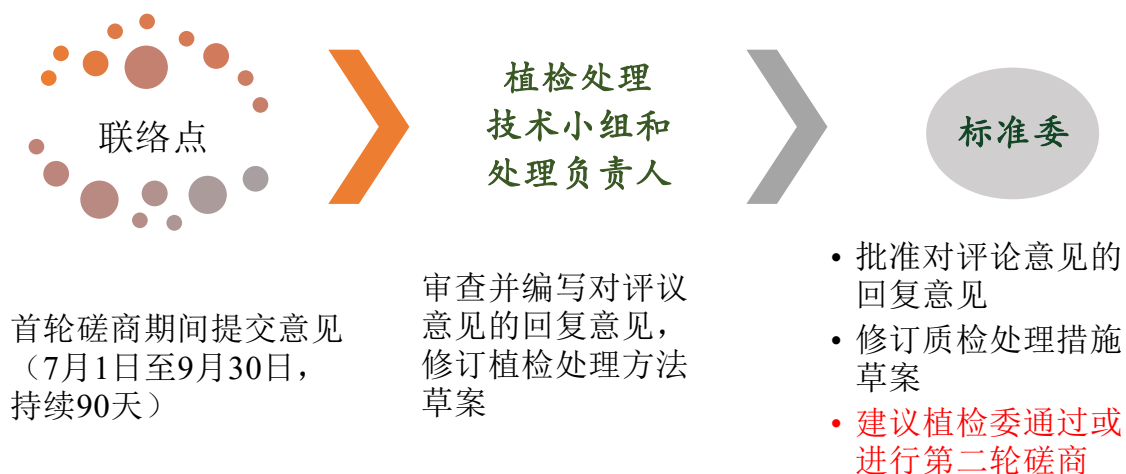 联络点
首轮磋商期间提交意见
（7月1日至9月30日，
持续90天）
植检处理
技术小组和
处理负责人
审查并编写对评议
意见的回复意见，
修订植检处理方法
草案
标准委
• 批准对评论意见的
回复意见
• 修订质检处理措施
草案
• 建议植检委通过或
进行第二轮磋商